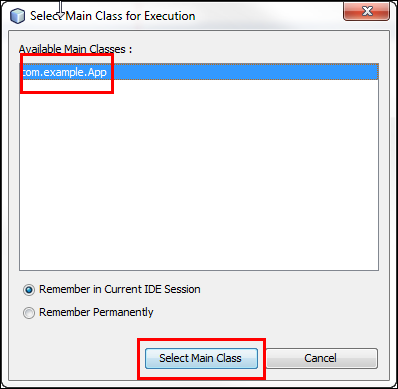 Select Main Class for Execution
Available Main Classes :
com.example.App
Remember in Current IDE Session
Remember Permanently
Select Main Class
Cancel